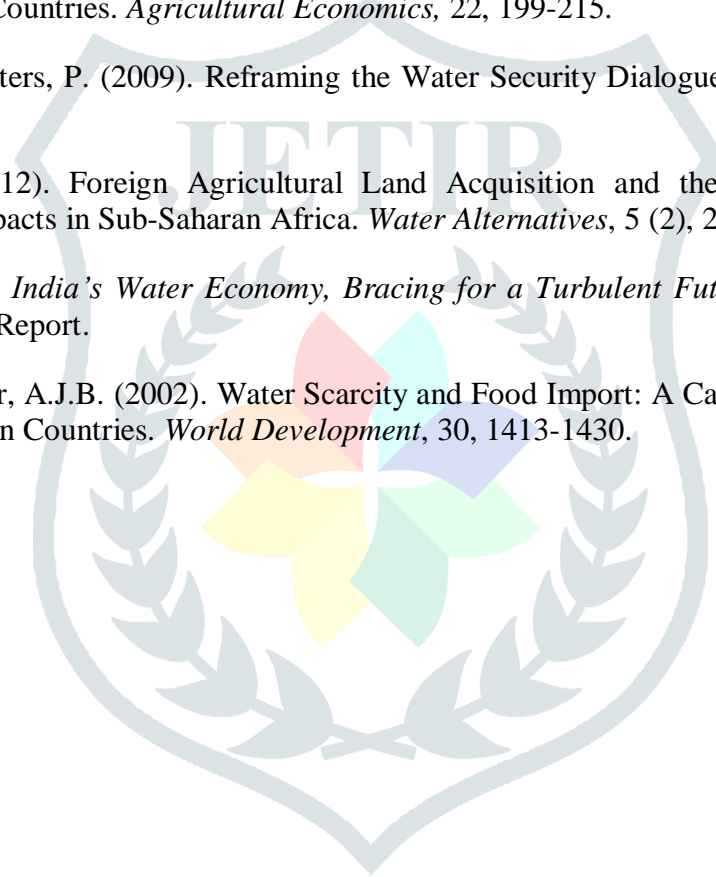 Countries. Agricultural Economics, 22, 199-215.
ters, P. (2009). Reframing the Water Security Dialogue
JETIR
12). Foreign Agricultural Land Acquisition and the
pacts in Sub-Saharan Africa. Water Alternatives, 5 (2), 2
India’s Water Economy, Bracing for a Turbulent Fut
Report.
r, A.J.B. (2002). Water Scarcity and Food Import: A Ca
n Countries. World Development, 30, 1413-1430.